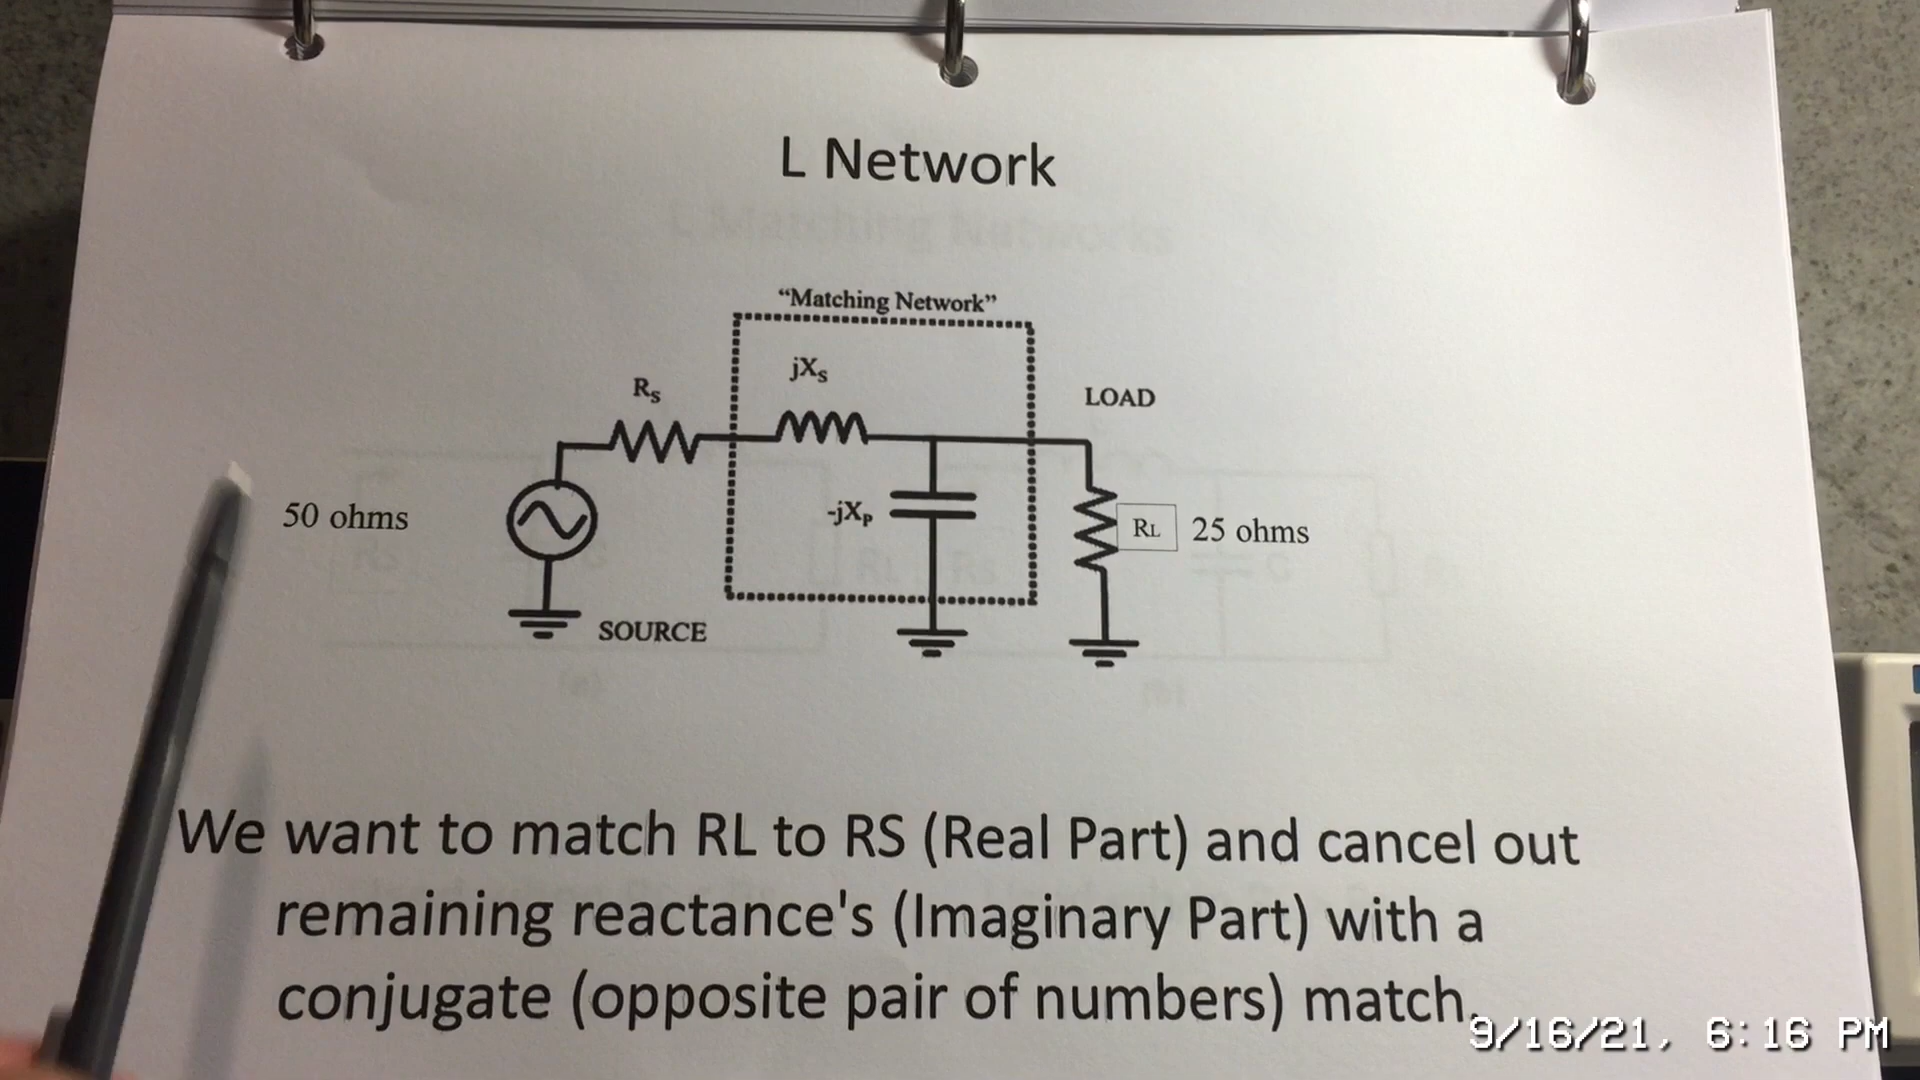 L Network
“Matching Network”
jXs
Rs
LOAD
50 ohms
-jXP
RL
25 ohms
SOURCE
We want to match RL to RS (Real Part) and cancel out
remaining reactance's (Imaginary Part) with a
conjugate (opposite pair of numbers) match.
9/16/21, 6:16 PM